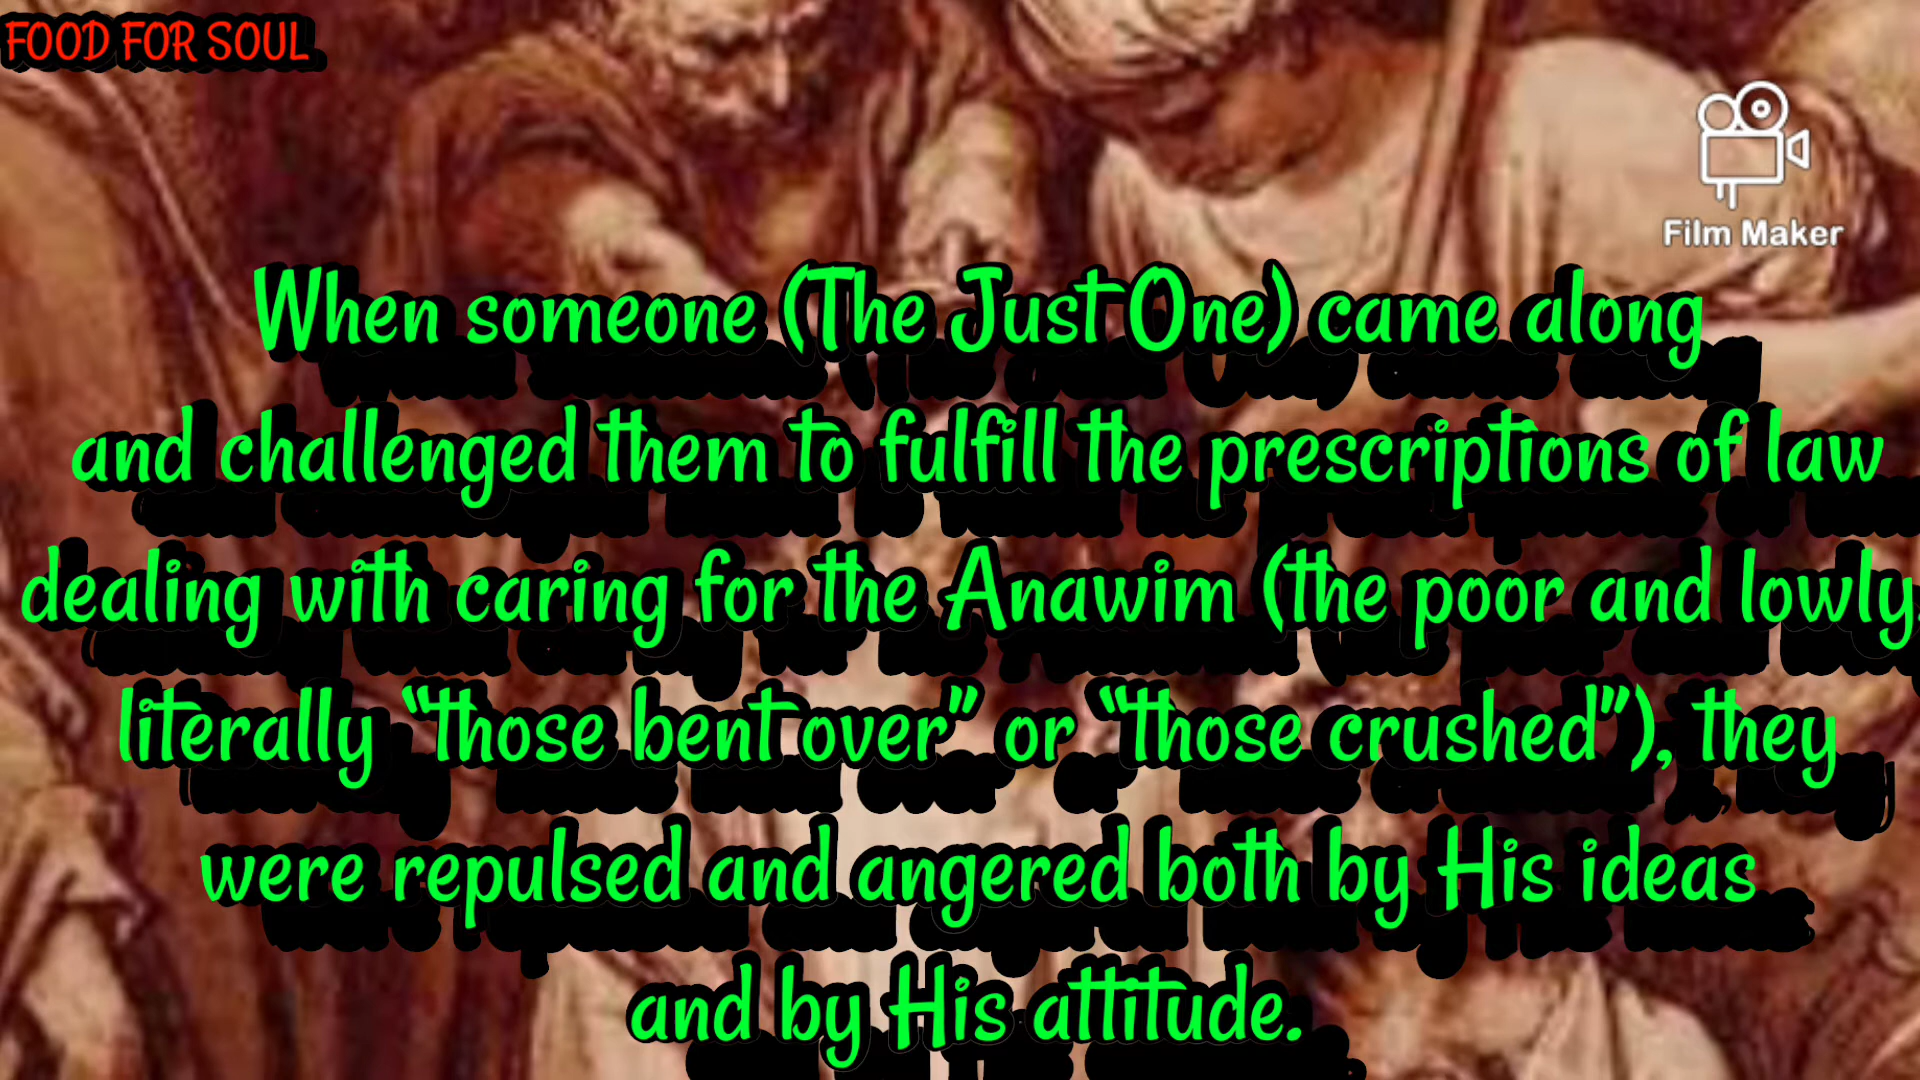 FOOD FOR SOUL
Film Maker
When someone (The Just One) came along
and challenged them to fulfill the prescriptions of law
dealing with caring for the Anawim (the poor and lowly,
literally “those bent over” or “those crushed”), they
were repulsed and angered both by His ideas
and by His attitude.